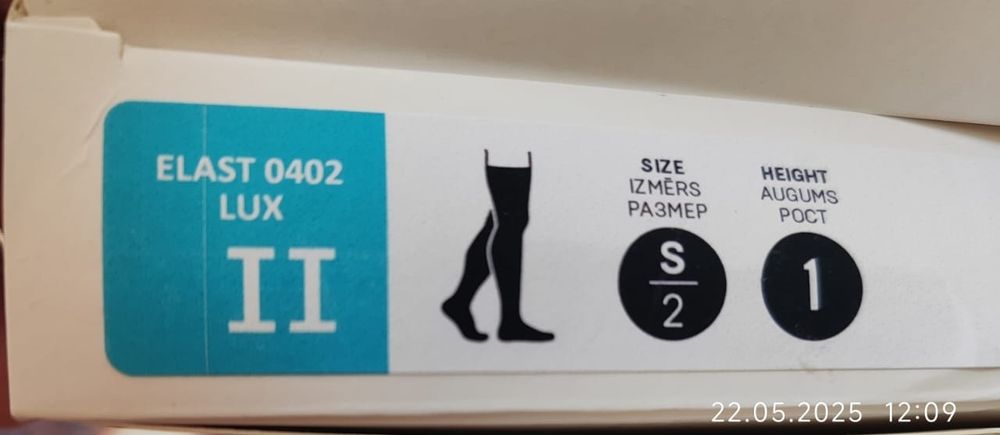 ELAST 0402
LUX
II
SIZE
IZMĒRS
РАЗМЕР
S
2
HEIGHT
AUGUMS
РОСТ
1
22.05.2025 12:09